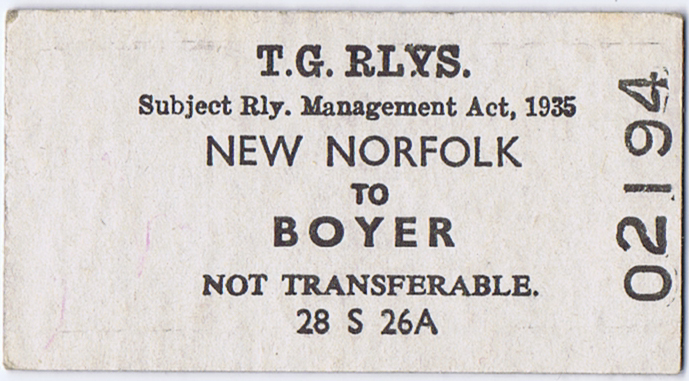 T.G. RLYS.
Subject Rly. Management Act, 1935
NEW NORFOLK
TO
BOYER
NOT TRANSFERABLE.
28 S 26A
02194